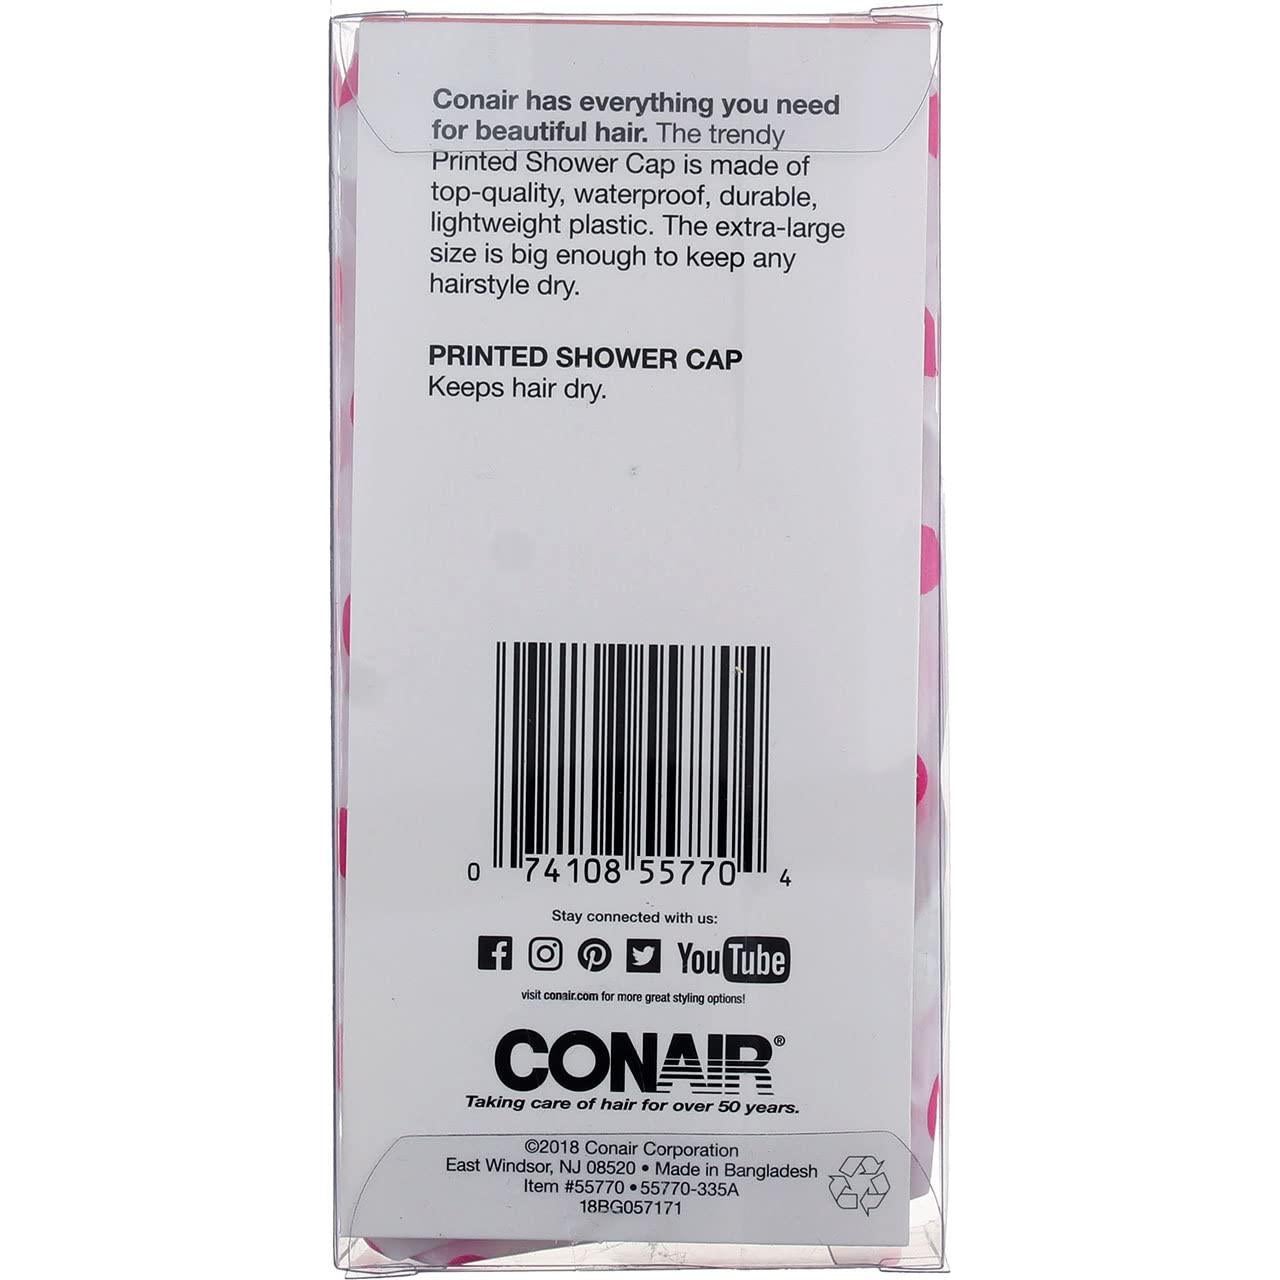 Conair has everything you need
for beautiful hair. The trendy
Printed Shower Cap is made of
top-quality, waterproof, durable,
lightweight plastic. The extra-large
size is big enough to keep any
hairstyle dry.
PRINTED SHOWER CAP
Keeps hair dry.
0 74108 55770 4
Stay connected with us:
YouTube
visit conair.com for more great styling options!
CONAIR®
Taking care of hair for over 50 years.
©2018 Conair Corporation
East Windsor, NJ 08520 • Made in Bangladesh
Item #55770 • 55770-335A
18BG057171